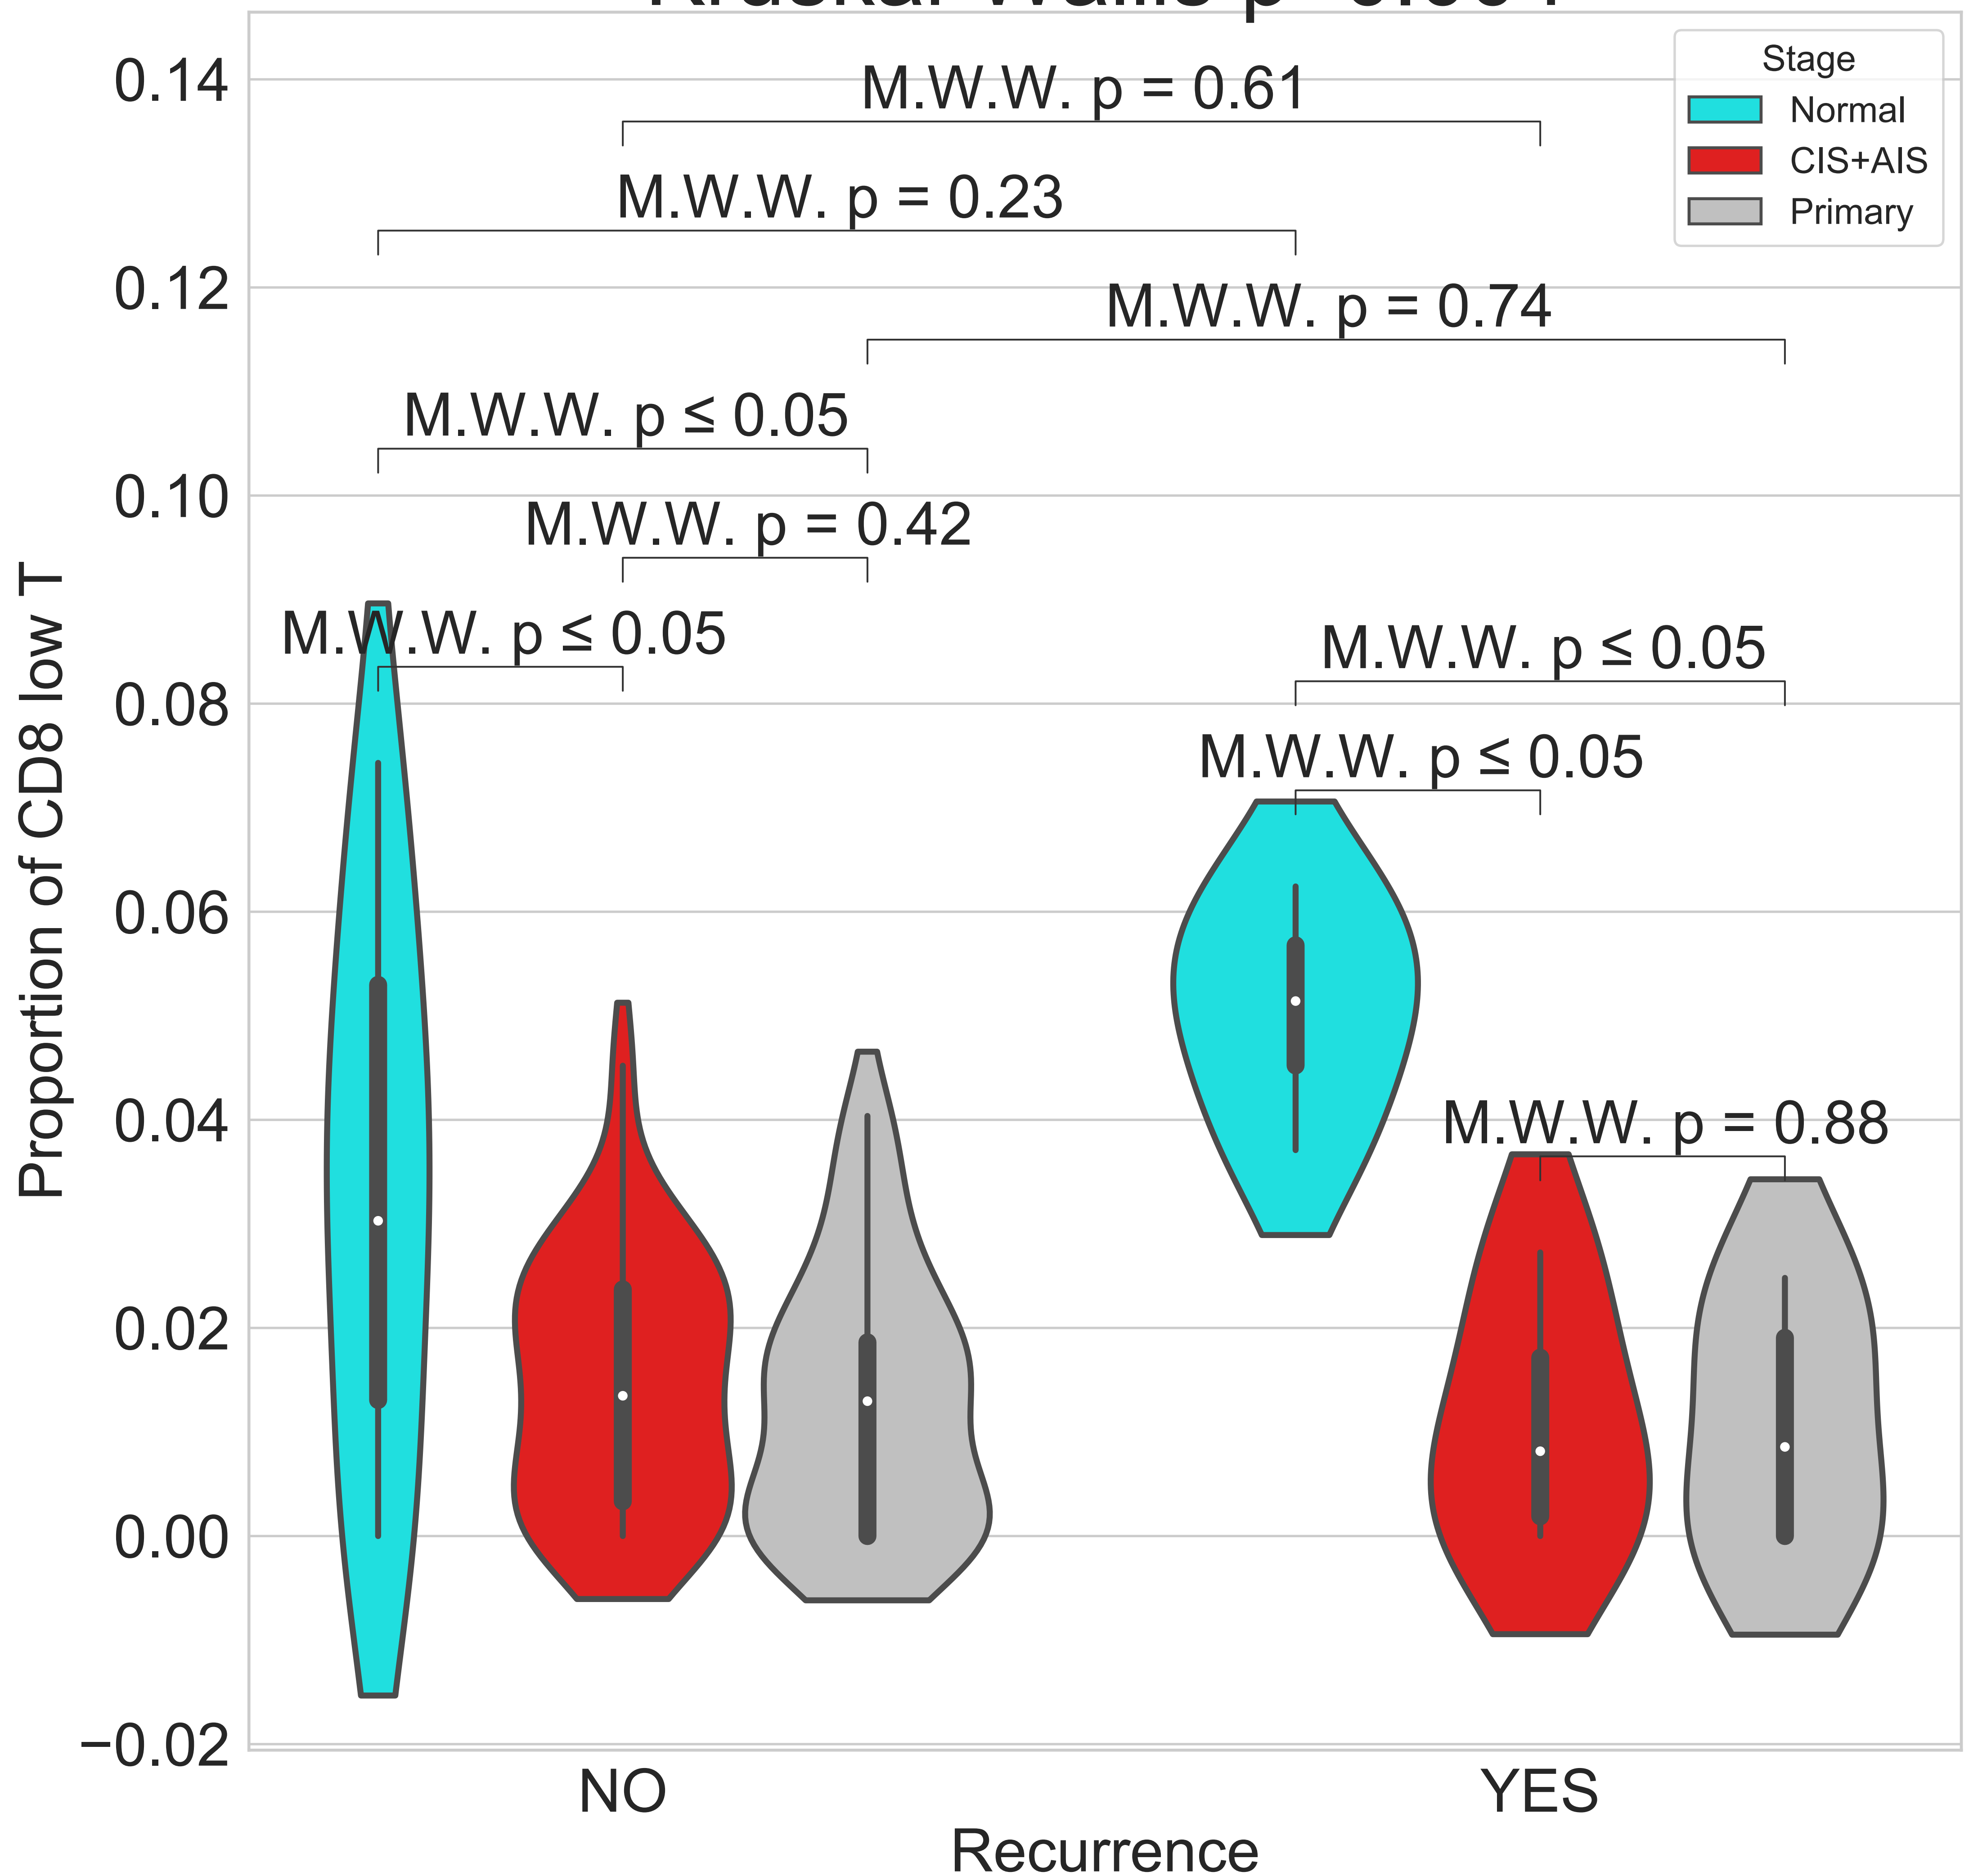 0.14
0.12
0.10
0.08
0.06
0.04
0.02
0.00
−0.02
Proportion of CD8 low T
M.W.W. p = 0.61
M.W.W. p = 0.23
M.W.W. p = 0.74
M.W.W. p ≤ 0.05
M.W.W. p = 0.42
M.W.W. p ≤ 0.05
M.W.W. p ≤ 0.05
M.W.W. p ≤ 0.05
M.W.W. p = 0.88
Stage
Normal
CIS+AIS
Primary
NO
YES
Recurrence